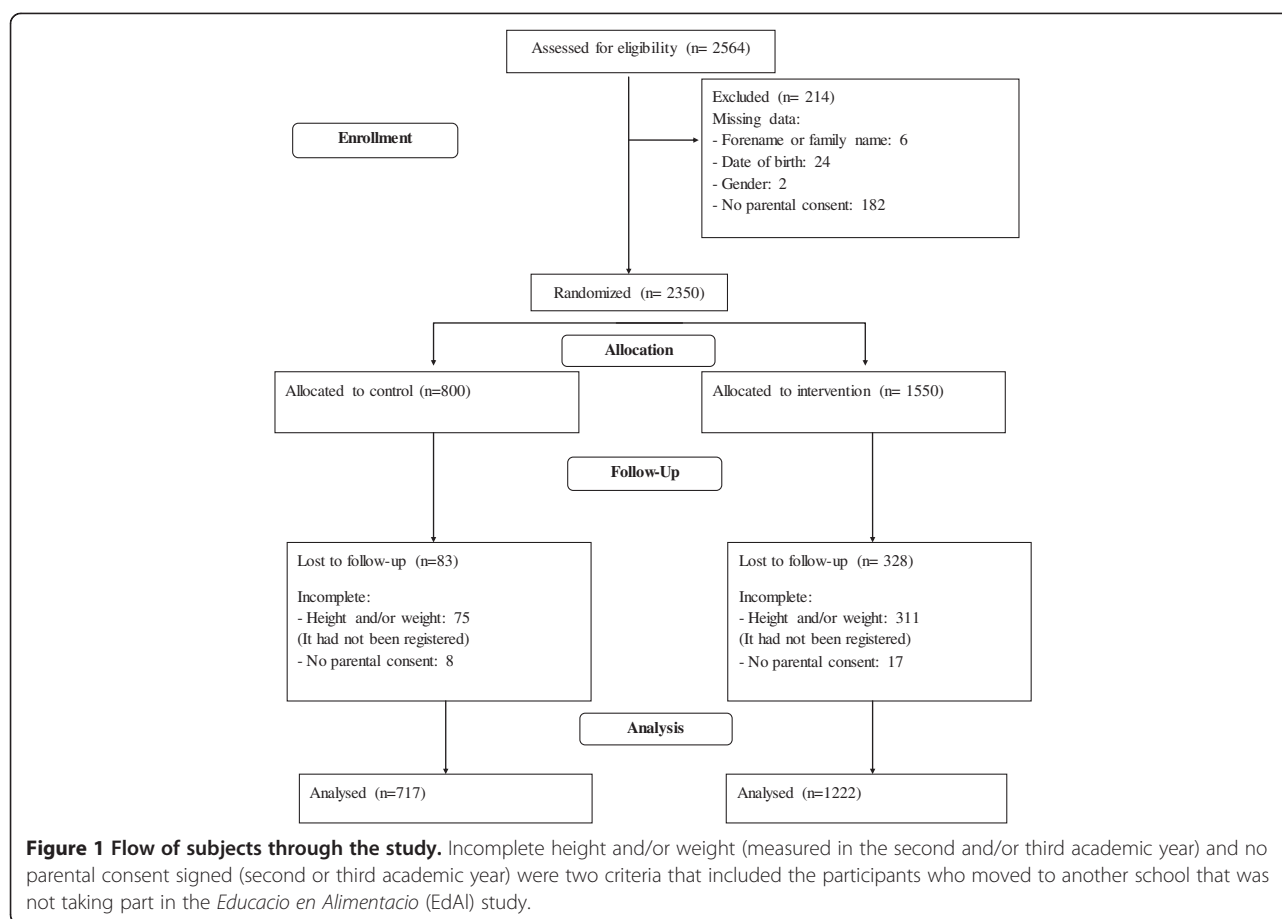 Assessed for eligibility (n= 2564)
Excluded (n= 214)
Missing data:
- Forename or family name: 6
- Date of birth: 24
- Gender: 2
- No parental consent: 182
Enrollment
Randomized (n= 2350)
Allocation
Allocated to control (n=800)
Allocated to intervention (n= 1550)
Follow-Up
Lost to follow-up (n=83)
Incomplete:
- Height and/or weight: 75
(It had not been registered)
- No parental consent: 8
Lost to follow-up (n= 328)
Incomplete:
- Height and/or weight: 311
(It had not been registered)
- No parental consent: 17
Analysis
Analysed (n=717)
Analysed (n=1222)
Figure 1 Flow of subjects through the study. Incomplete height and/or weight (measured in the second and/or third academic year) and no
parental consent signed (second or third academic year) were two criteria that included the participants who moved to another school that was
not taking part in the Educacio en Alimentacio (EdAl) study.